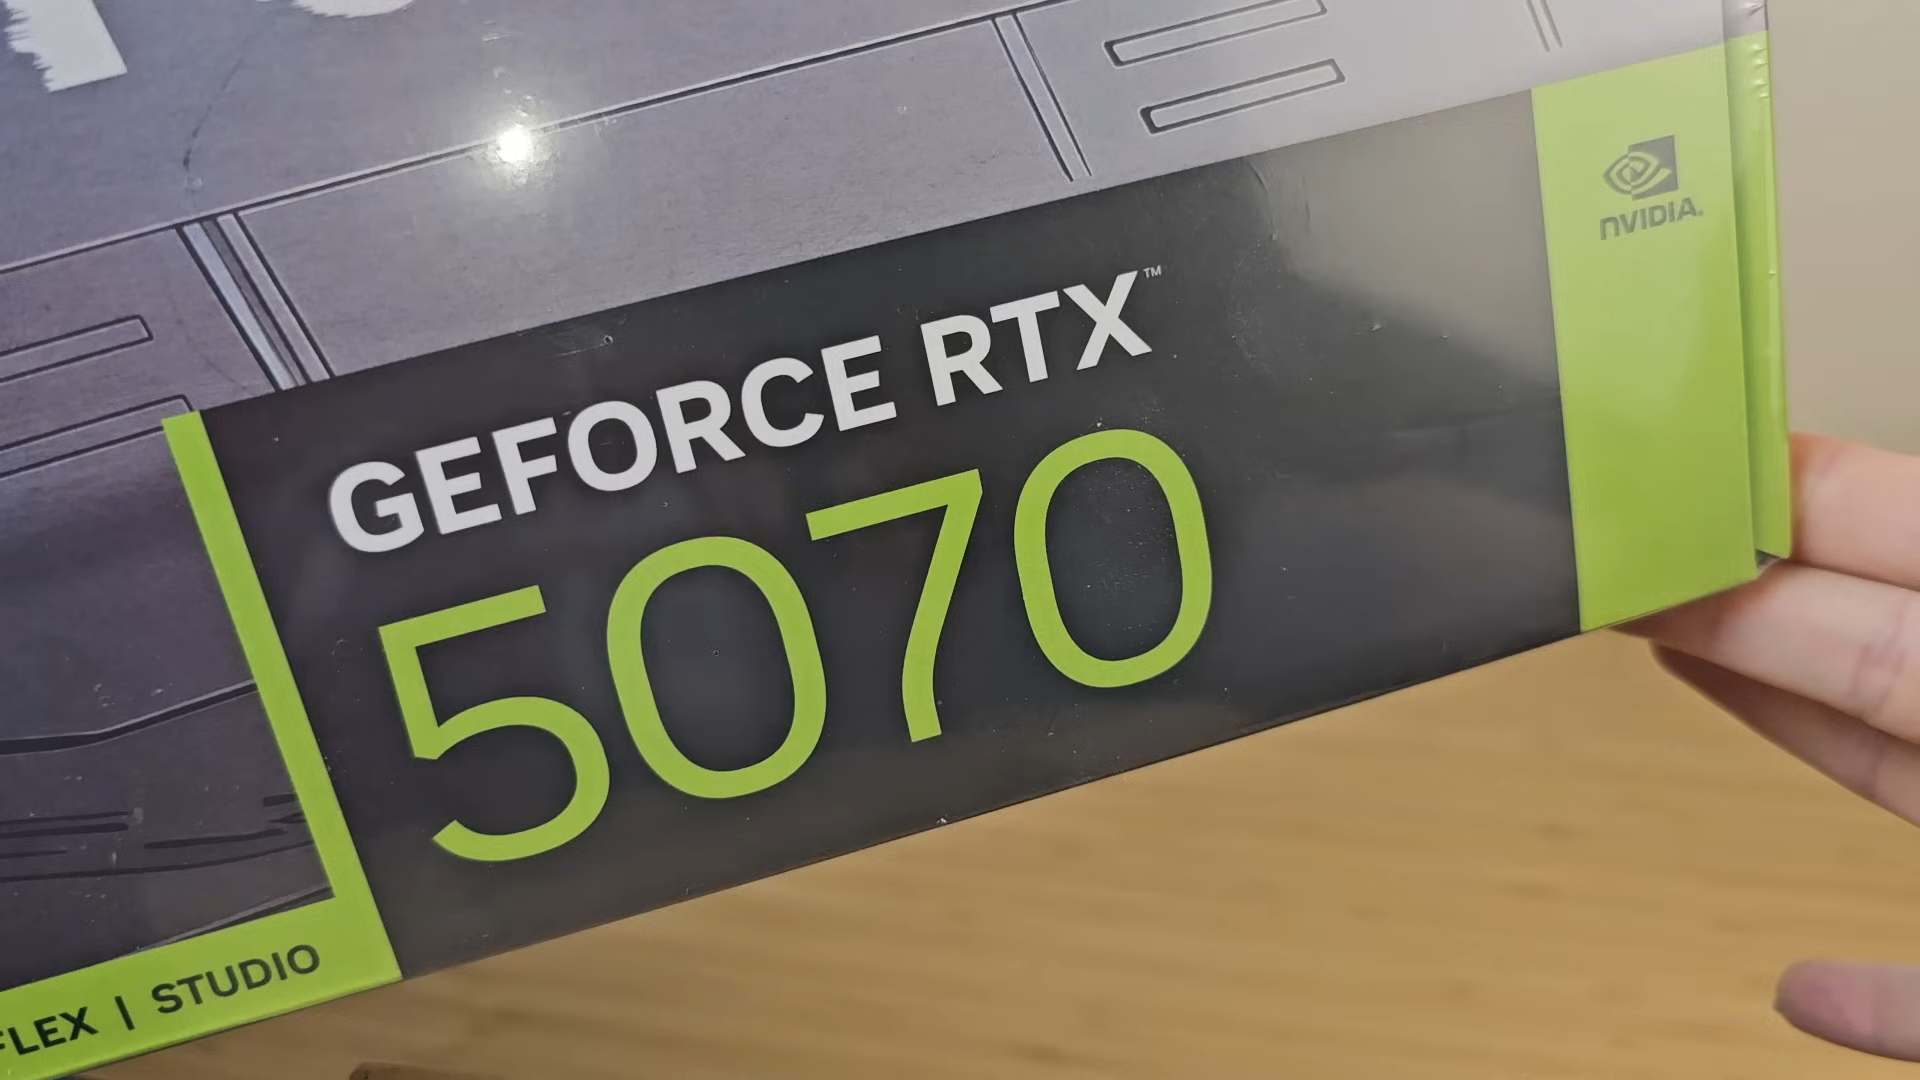 NVIDIA.
GEFORCE RTX™
5070
FLEX | STUDIO